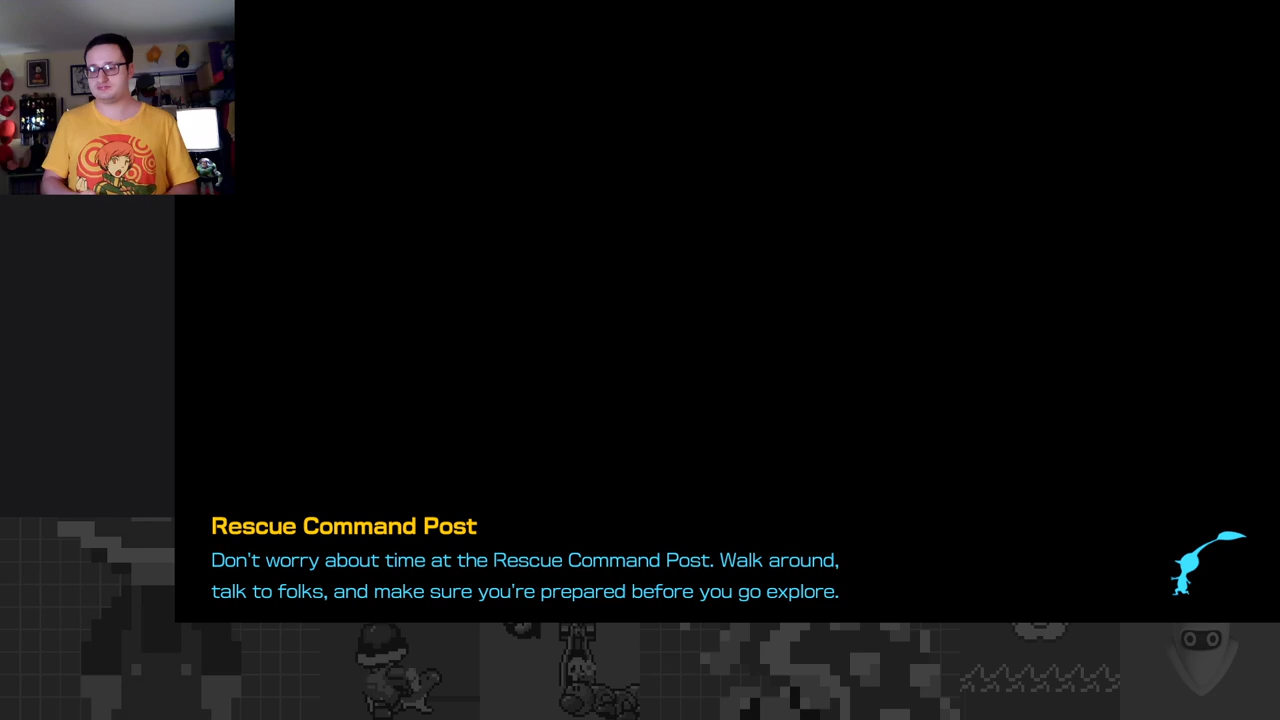 Rescue Command Post
Don't worry about time at the Rescue Command Post. Walk around,
talk to folks, and make sure you're prepared before you go explore.